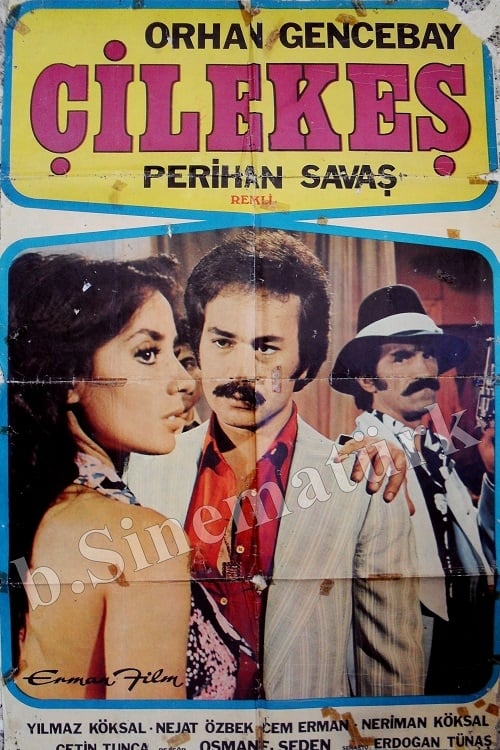 ORHAN GENCEBAY
ÇİLEKEŞ
PERİHAN SAVAŞ
RENKLİ
b.Sinematürk
Erman Film
YILMAZ KÖKSAL · NEJAT ÖZBEK · CEM ERMAN · NERİMAN KÖKSAL
ÇETİN TUNCA OSMAN F. SEDEN ERDOĞAN TÜNAŞ